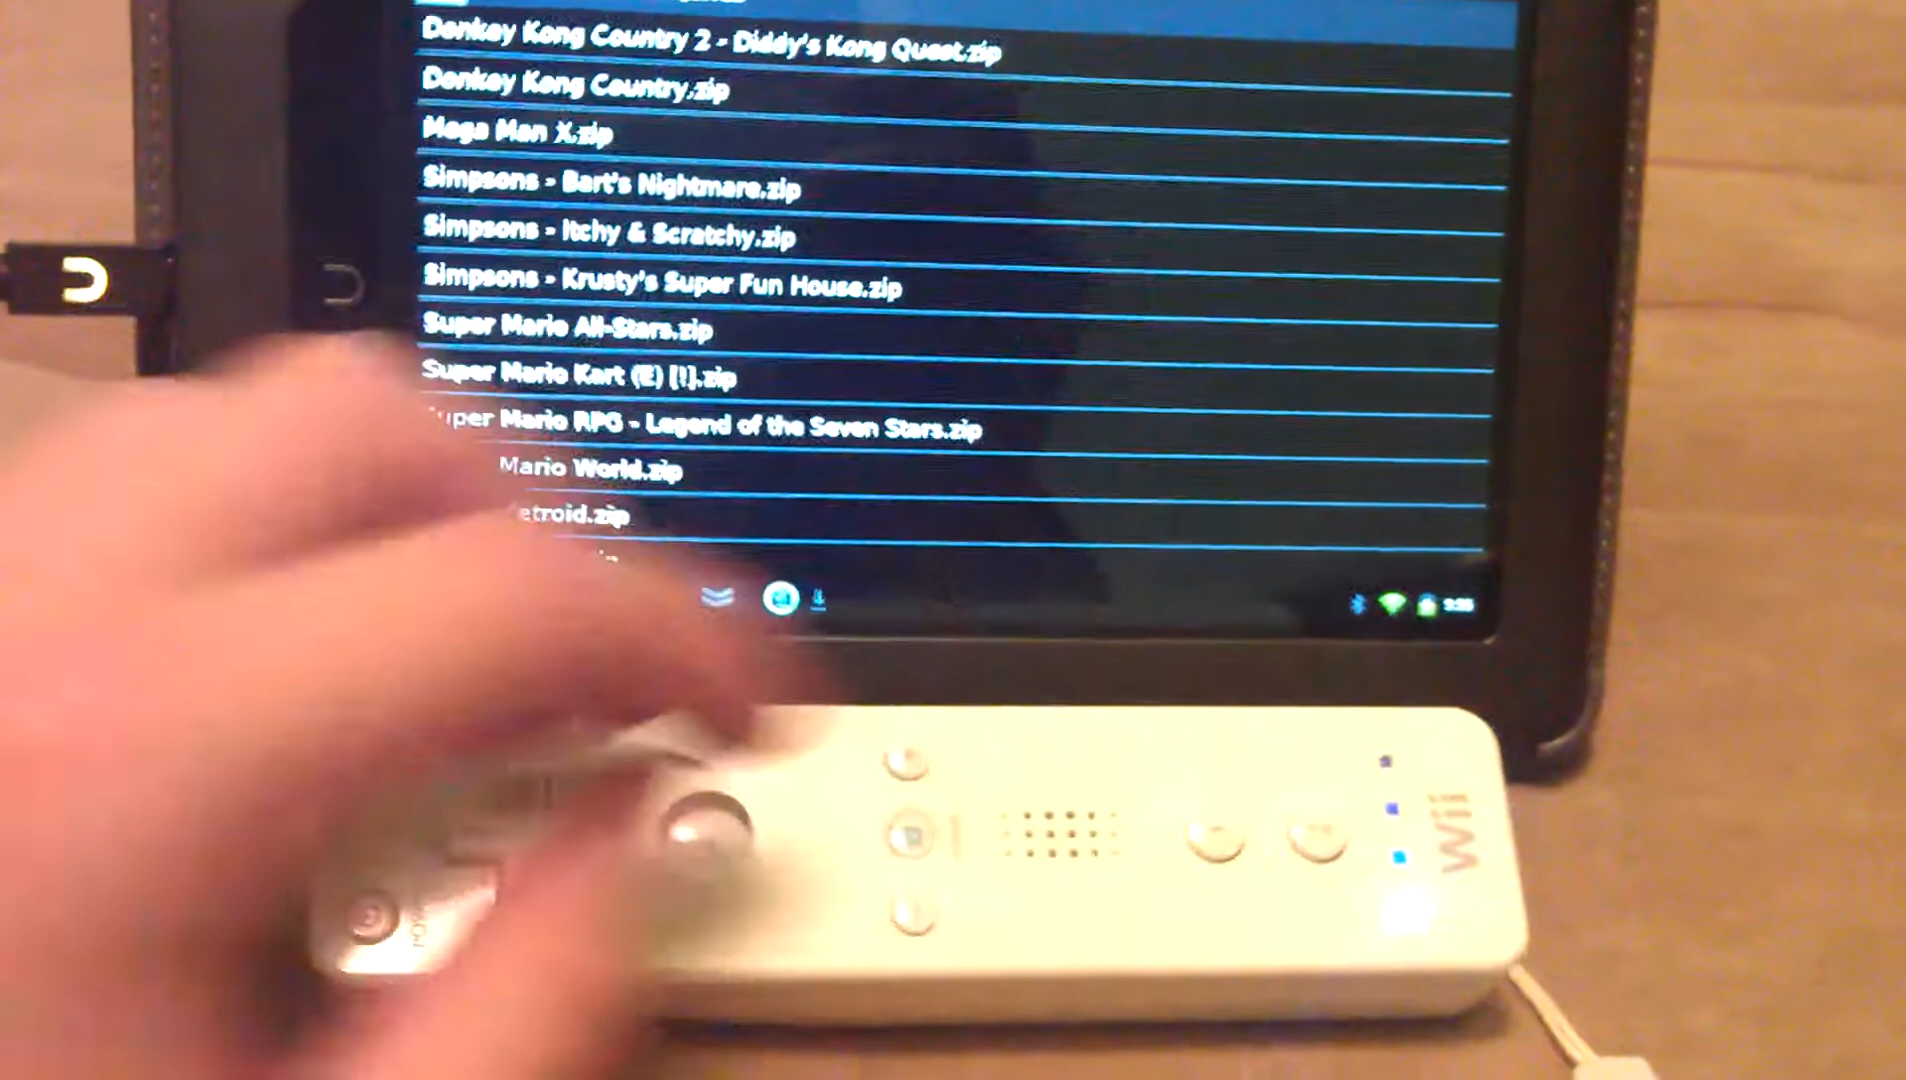 Donkey Kong Country 2 - Diddy's Kong Quest.zip
Donkey Kong Country.zip
Mega Man X.zip
Simpsons - Bart's Nightmare.zip
Simpsons - Itchy & Scratchy.zip
Simpsons - Krusty's Super Fun House.zip
Super Mario All-Stars.zip
Super Mario Kart (E) [!].zip
uper Mario RPG - Legend of the Seven Stars.zip
Mario World.zip
etroid.zip
Wii